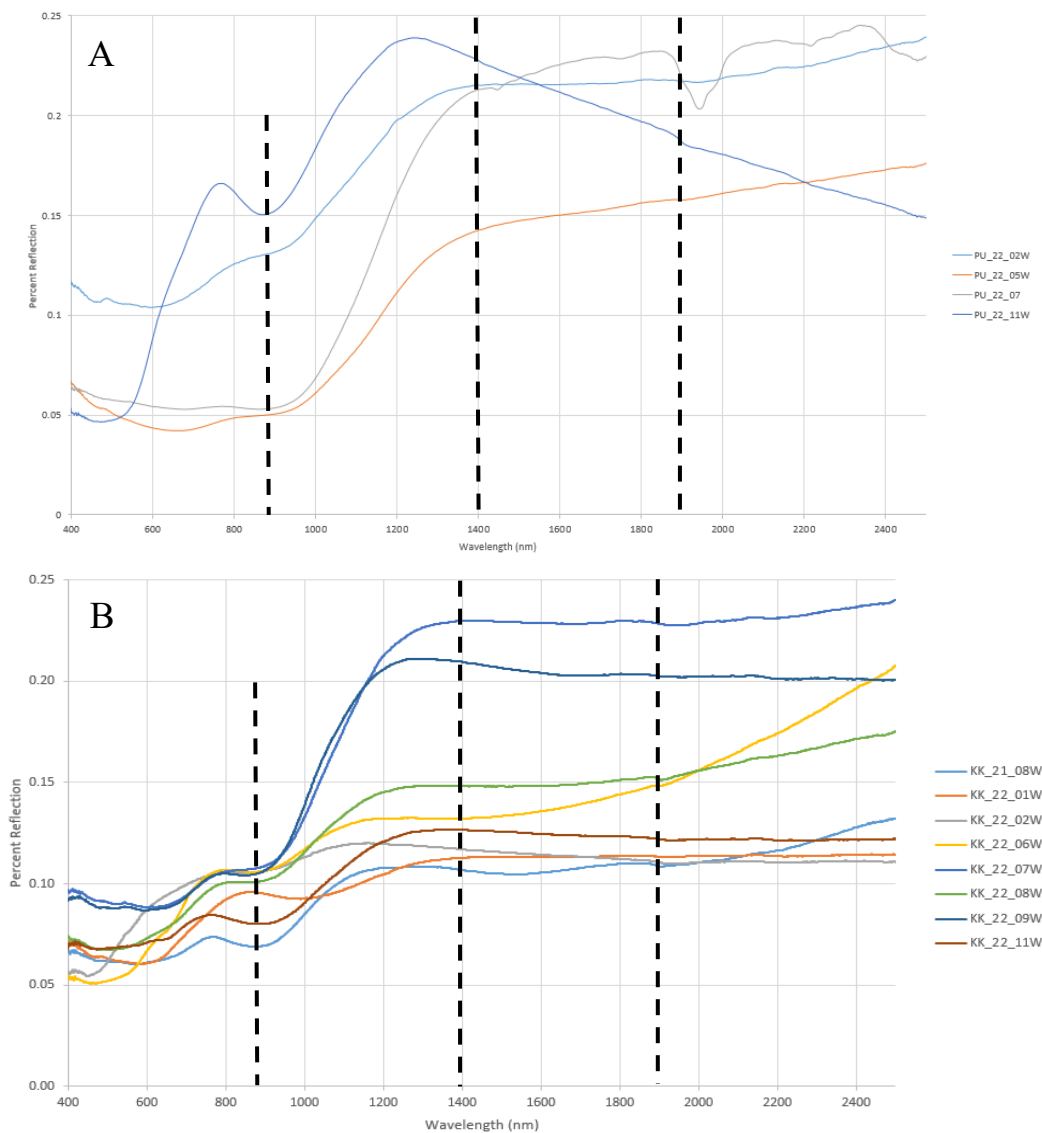 A
0.25
0.2
0.15
0.1
0.05
0
Percent Reflection
400 600 800 1000 1200 1400 1600 1800 2000 2200 2400
Wavelength (nm)
PU_22_02W
PU_22_05W
PU_22_07
PU_22_11W
B
0.25
0.20
0.15
0.10
0.05
0.00
Percent Reflection
400 600 800 1000 1200 1400 1600 1800 2000 2200 2400
Wavelength (nm)
KK_21_08W
KK_22_01W
KK_22_02W
KK_22_06W
KK_22_07W
KK_22_08W
KK_22_09W
KK_22_11W